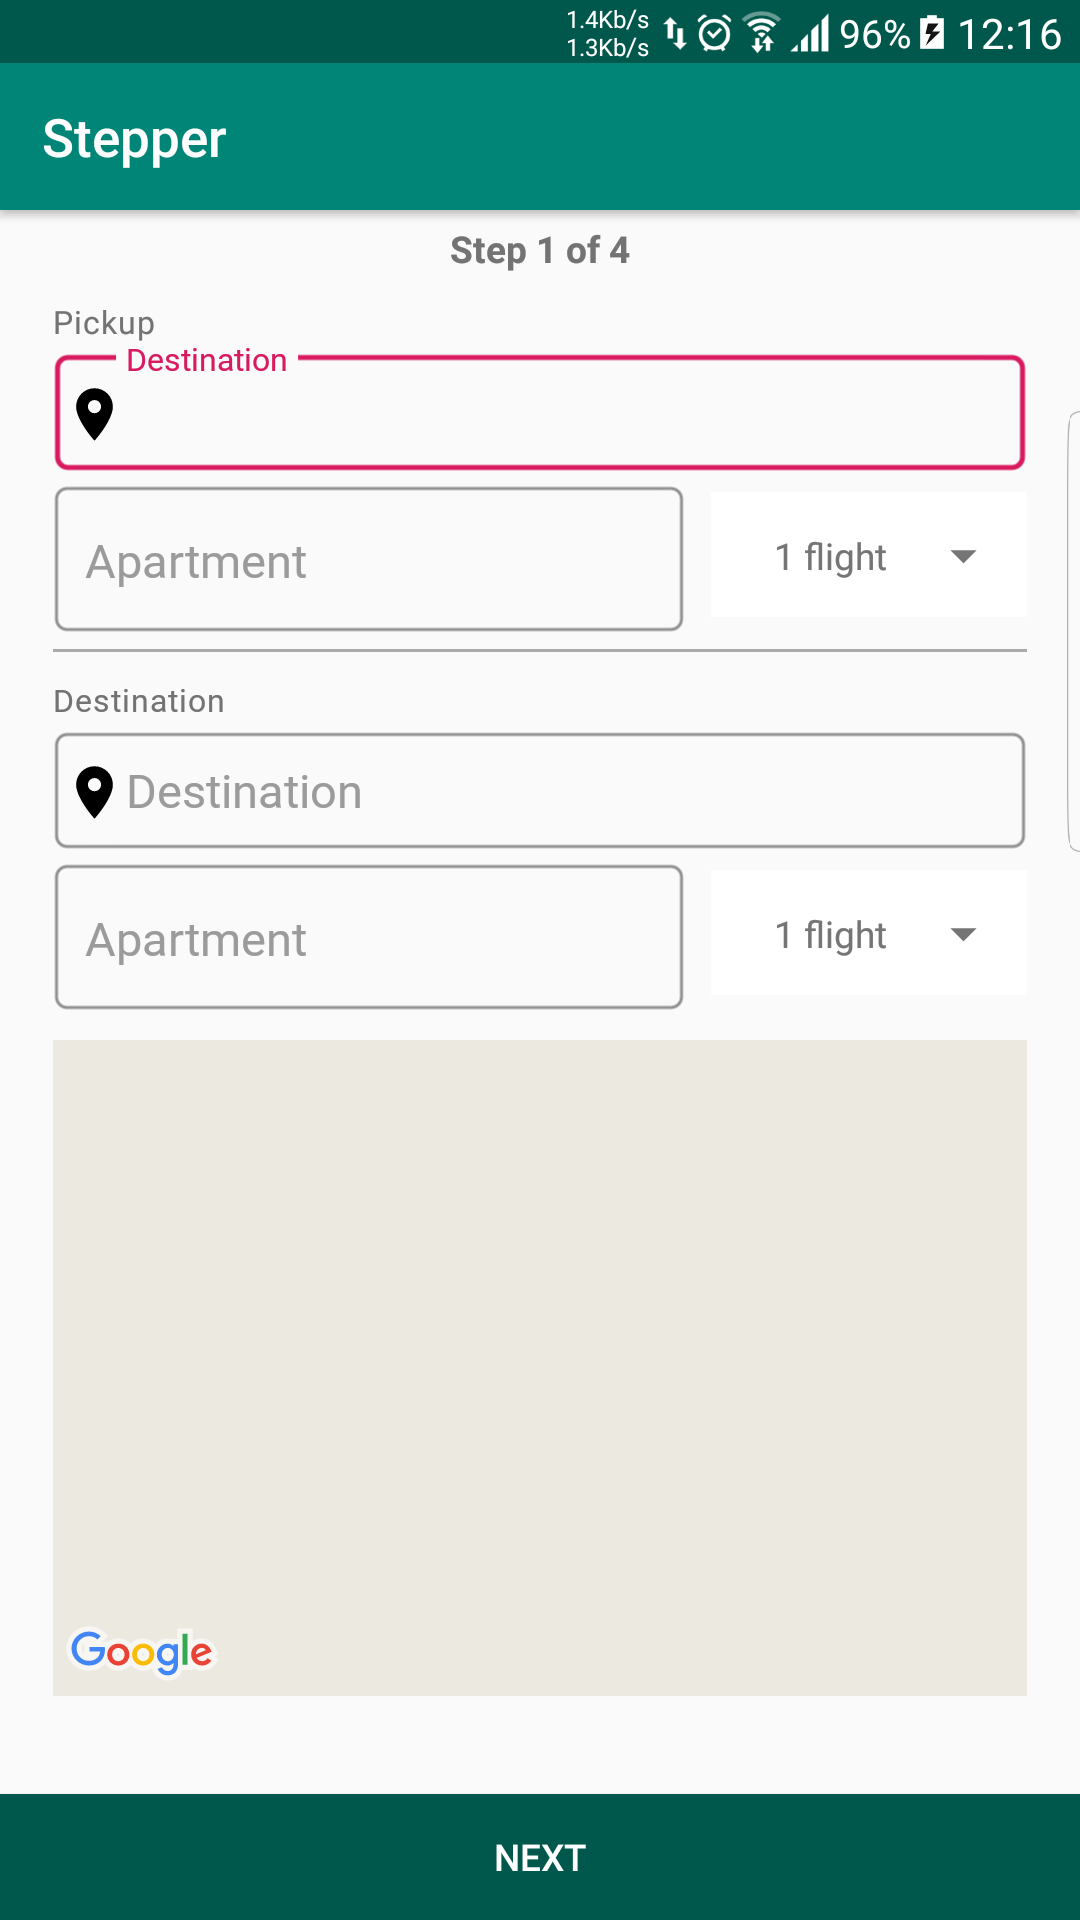 1.4Kb/s
1.3Kb/s
96%
12:16
Stepper
Step 1 of 4
Pickup
Destination
Apartment
1 flight
Destination
Destination
Apartment
1 flight
Google
NEXT